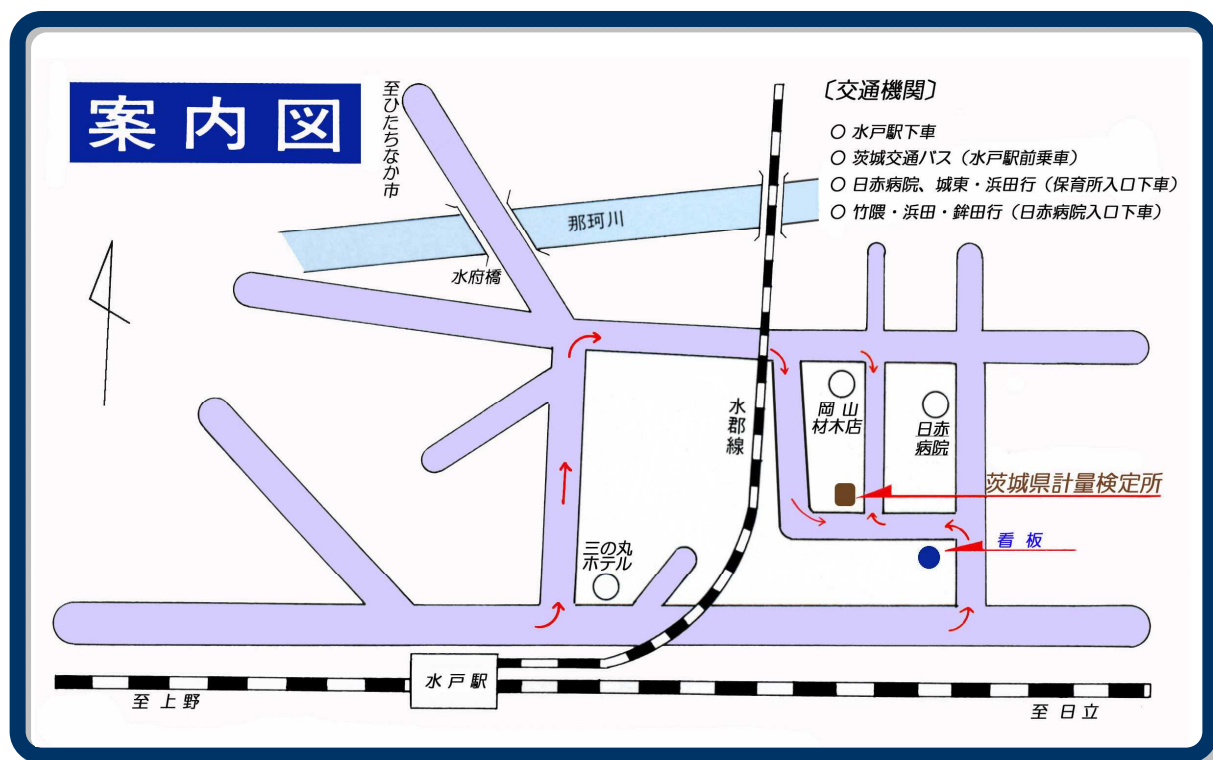 案内図
至ひたちなか市
〔交通機関〕
○ 水戸駅下車
○ 茨城交通バス（水戸駅前乗車）
○ 日赤病院、城東・浜田行（保育所入口下車）
○ 竹隈・浜田・鉾田行（日赤病院入口下車）
那珂川
水府橋
水郡線
岡山
材木店
日赤
病院
茨城県計量検定所
看板
三の丸
ホテル
水戸駅
至上野
至日立